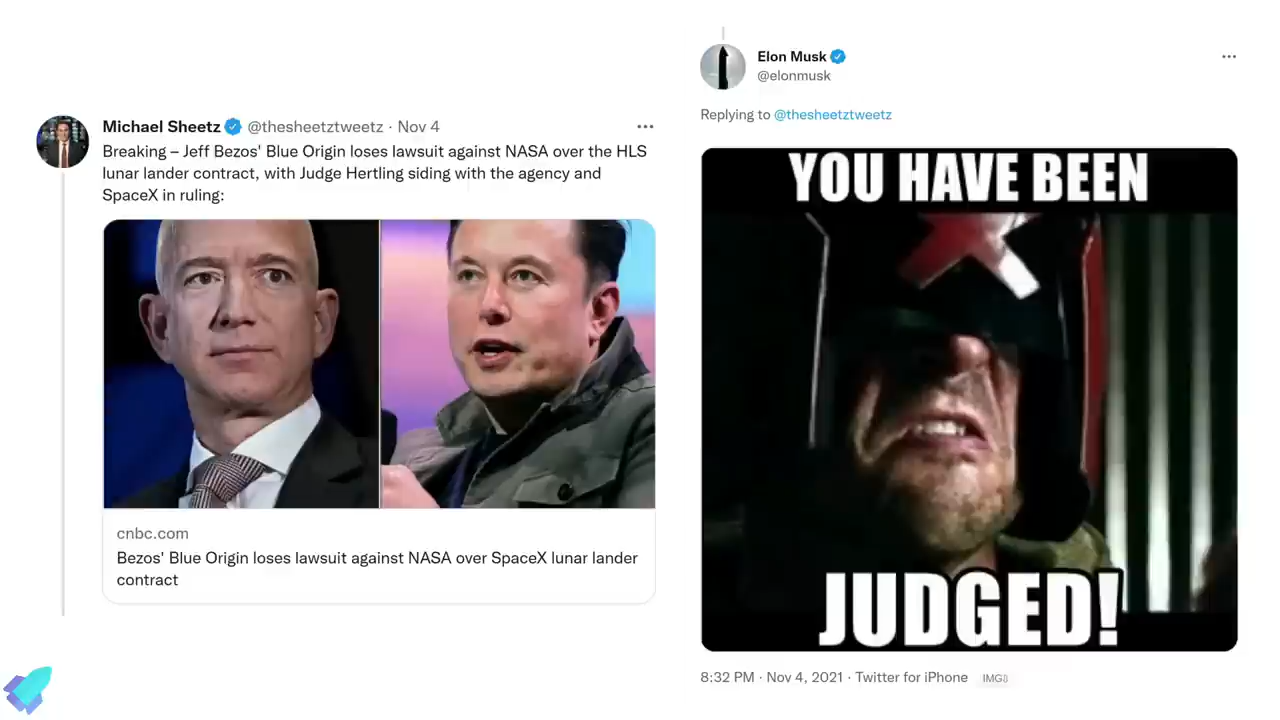 Michael Sheetz @thesheetztweetz · Nov 4
Breaking – Jeff Bezos' Blue Origin loses lawsuit against NASA over the HLS
lunar lander contract, with Judge Hertling siding with the agency and
SpaceX in ruling:
cnbc.com
Bezos' Blue Origin loses lawsuit against NASA over SpaceX lunar lander
contract
Elon Musk
@elonmusk
Replying to @thesheetztweetz
YOU HAVE BEEN
JUDGED!
8:32 PM · Nov 4, 2021 · Twitter for iPhone